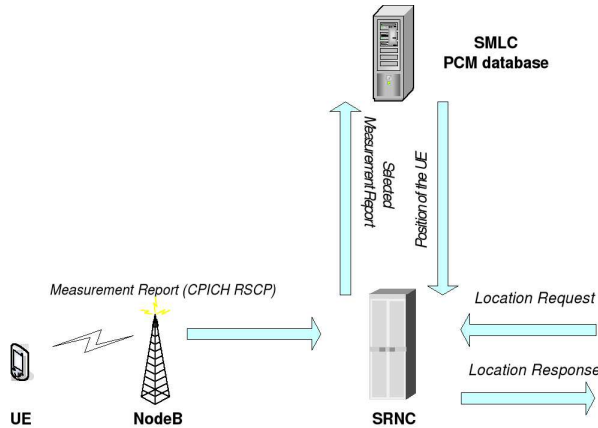 SMLC
PCM database
Selected
Measurement Report
Position of the UE
Measurement Report (CPICH RSCP)
Location Request
Location Response
UE
NodeB
SRNC